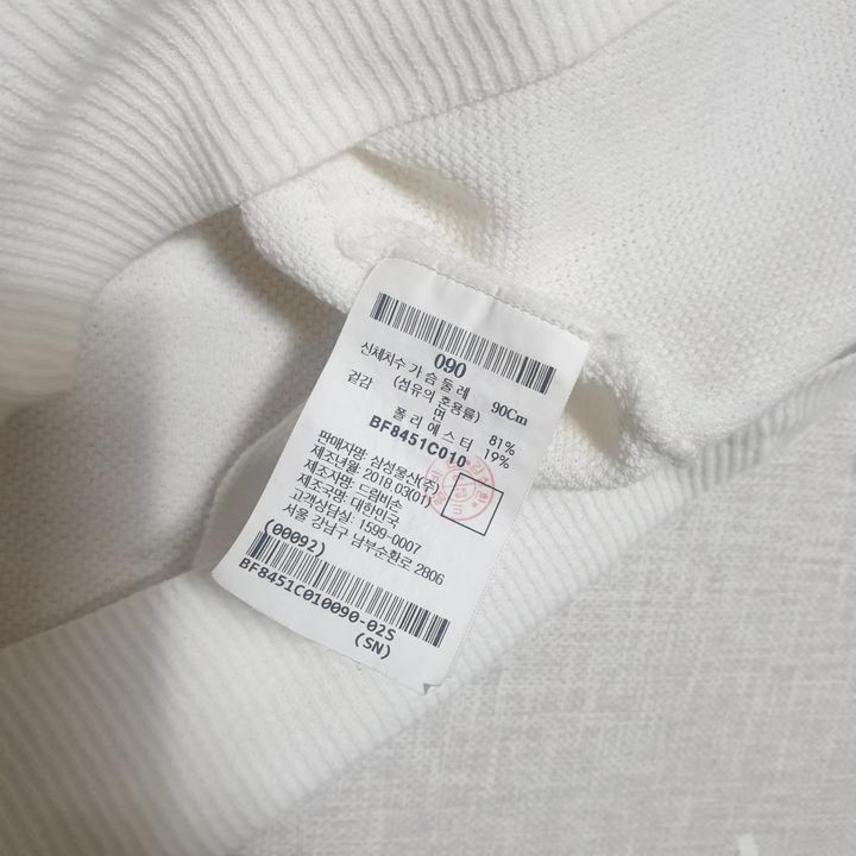 090
신체치수 가슴둘레 90Cm
겉감 (섬유의 혼용률)
면 81%
폴리에스터 19%
BF8451C010
판매자명: 삼성물산(주)
제조년월: 2018.03(01)
제조자명: 드림비손
제조국명: 대한민국
고객상담실: 1599-0007
서울 강남구 남부순환로 2806
(00092)
BF8451C010090-02S
(SN)